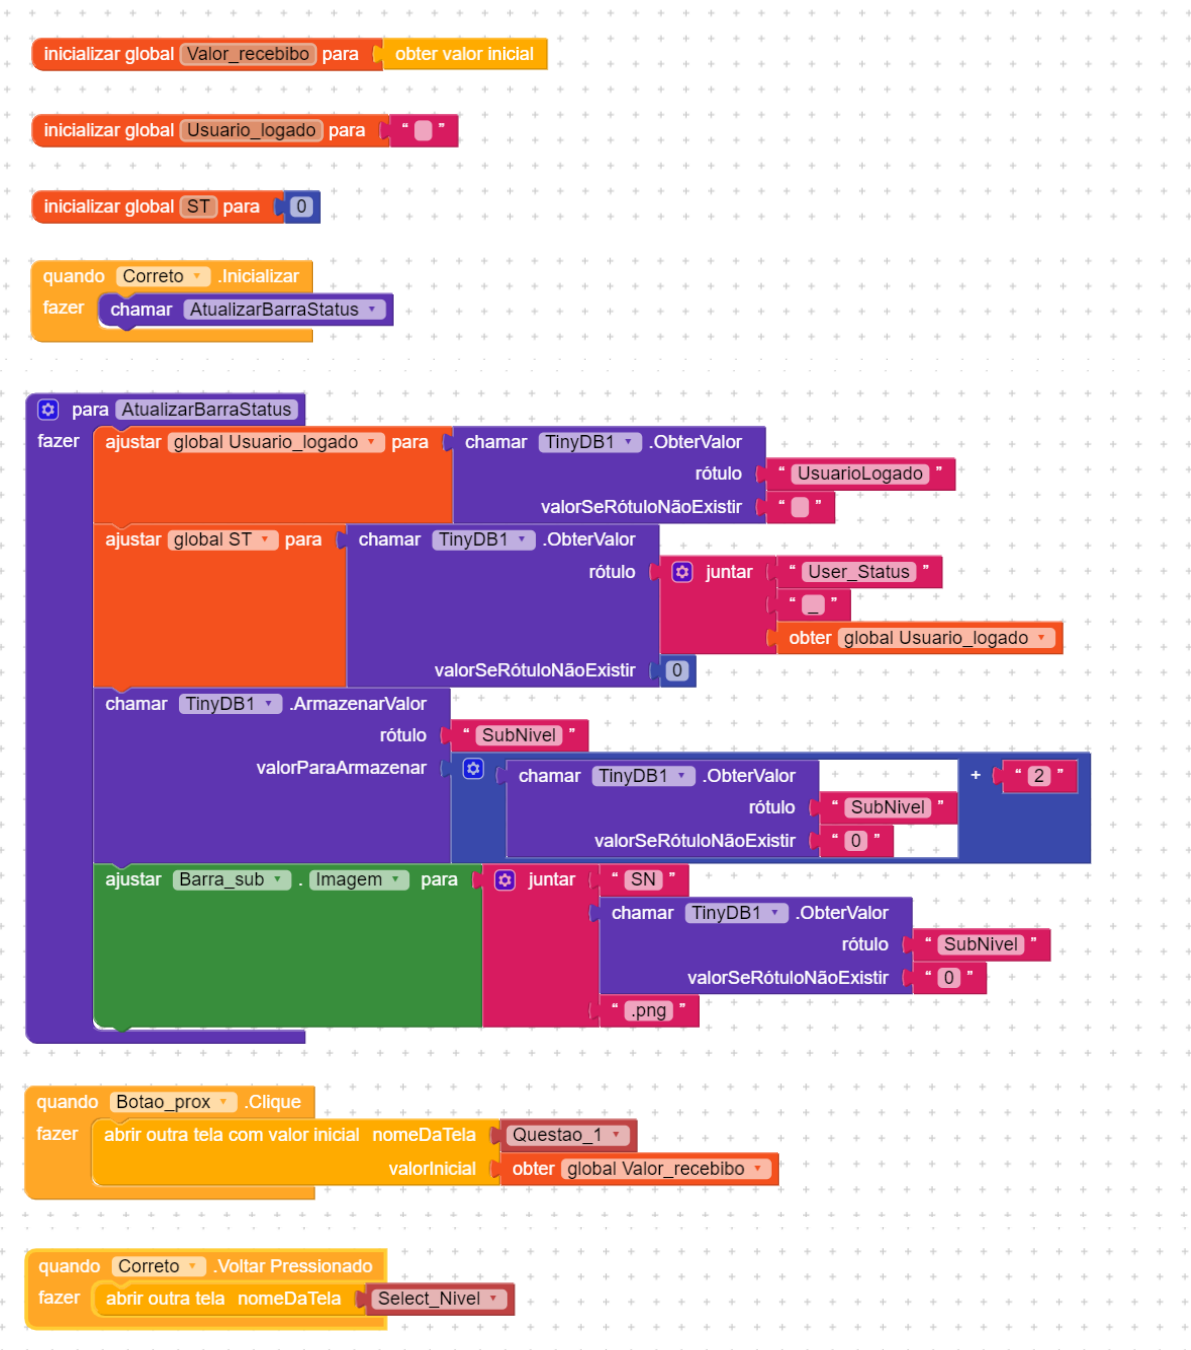 inicializar global Valor_recebibo para obter valor inicial
inicializar global Usuario_logado para “ ”
inicializar global ST para 0
quando Correto .Inicializar
fazer chamar AtualizarBarraStatus
para AtualizarBarraStatus
fazer ajustar global Usuario_logado para chamar TinyDB1 .ObterValor
rótulo “ UsuarioLogado ”
valorSeRótuloNãoExistir “ ”
ajustar global ST para chamar TinyDB1 .ObterValor
rótulo juntar “ User_Status ”
“ _ ”
obter global Usuario_logado
valorSeRótuloNãoExistir 0
chamar TinyDB1 .ArmazenarValor
rótulo “ SubNivel ”
valorParaArmazenar chamar TinyDB1 .ObterValor + “ 2 ”
rótulo “ SubNivel ”
valorSeRótuloNãoExistir “ 0 ”
ajustar Barra_sub . Imagem para juntar “ SN ”
chamar TinyDB1 .ObterValor
rótulo “ SubNivel ”
valorSeRótuloNãoExistir “ 0 ”
“ .png ”
quando Botao_prox .Clique
fazer abrir outra tela com valor inicial nomeDaTela Questao_1
valorInicial obter global Valor_recebibo
quando Correto .Voltar Pressionado
fazer abrir outra tela nomeDaTela Select_Nivel